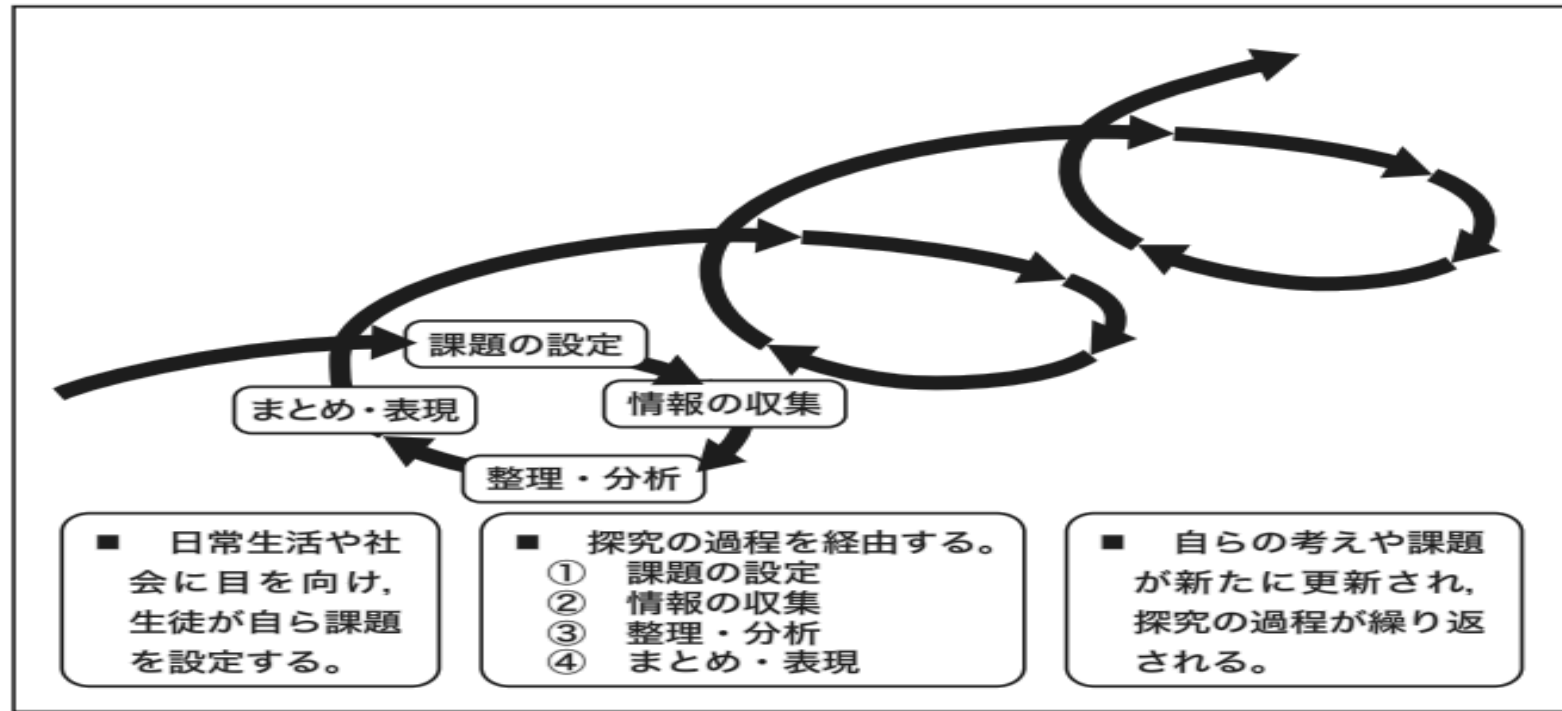 課題の設定
まとめ・表現
情報の収集
整理・分析
■ 日常生活や社
会に目を向け,
生徒が自ら課題
を設定する。
■ 探究の過程を経由する。
① 課題の設定
② 情報の収集
③ 整理・分析
④ まとめ・表現
■ 自らの考えや課題
が新たに更新され,
探究の過程が繰り返
される。